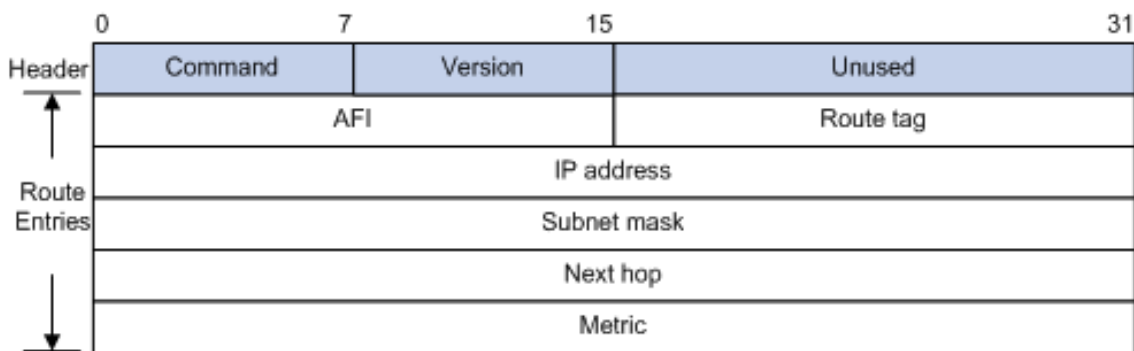 0 7 15 31
Header Command Version Unused
AFI Route tag
IP address
Route
Entries
Subnet mask
Next hop
Metric